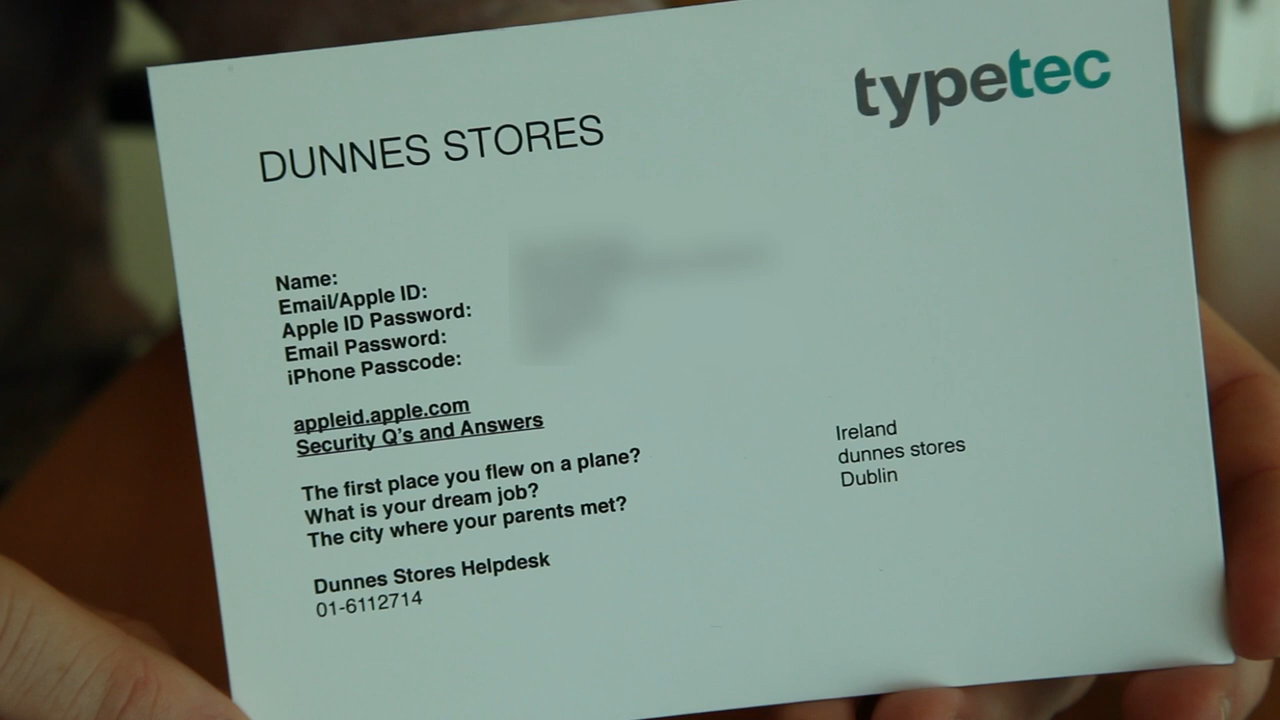 typetec
DUNNES STORES
Name:
Email/Apple ID:
Apple ID Password:
Email Password:
iPhone Passcode:
appleid.apple.com
Security Q's and Answers
The first place you flew on a plane? Ireland
What is your dream job? dunnes stores
The city where your parents met? Dublin
Dunnes Stores Helpdesk
01-6112714